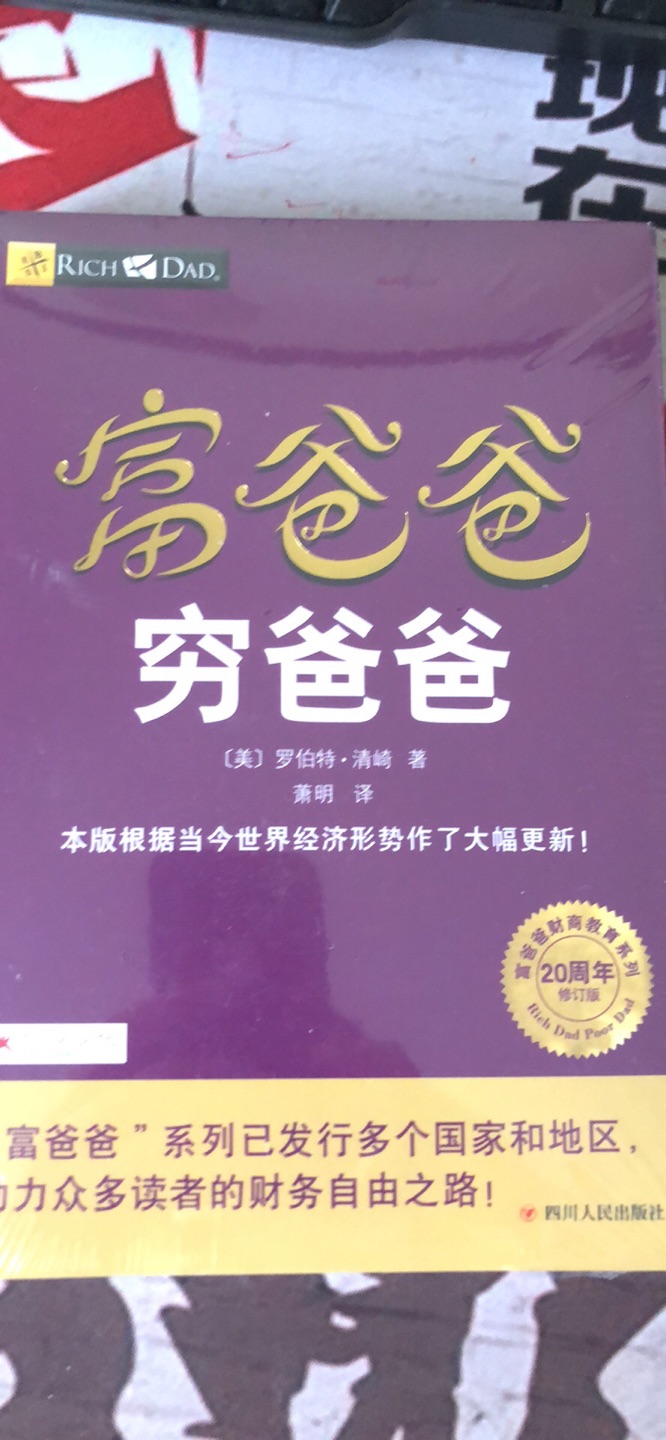 现
在
RICH DAD
富爸爸
穷爸爸
〔美〕罗伯特·清崎 著
萧明 译
本版根据当今世界经济形势作了大幅更新！
富爸爸财商教育系列
20周年
修订版
Rich Dad Poor Dad
富爸爸”系列已发行多个国家和地区，
力众多读者的财务自由之路！
四川人民出版社